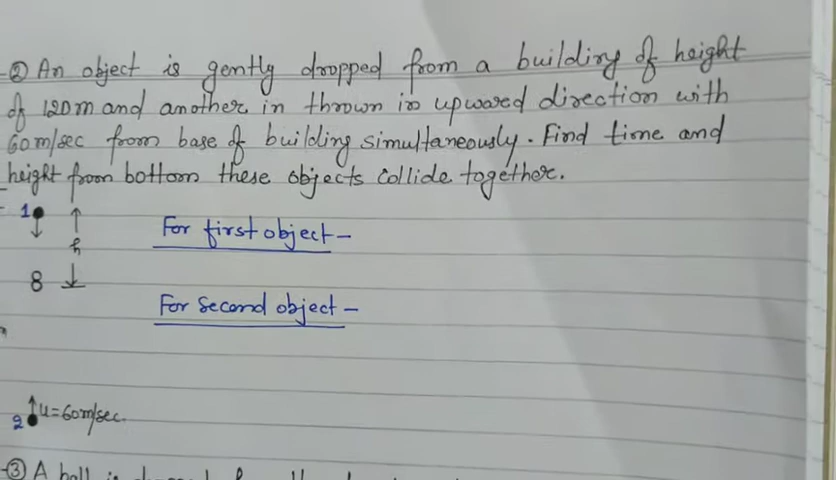 ② An object is gently dropped from a building of height
of 120m and another in thrown in upward direction with
60m/sec from base of building simultaneously. Find time and
height from bottom these objects collide together.
1
h
For first object-
8
For Second object-
2 u=60m/sec.
③ A ball is